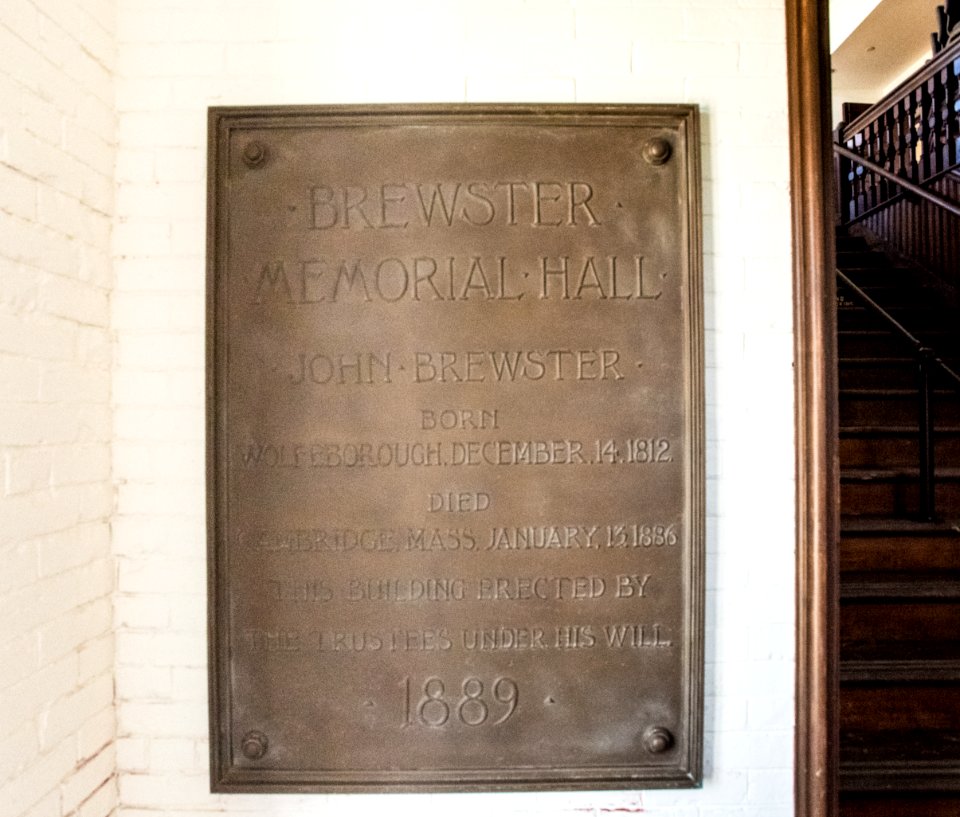 · BREWSTER ·
· MEMORIAL · HALL ·
· JOHN · BREWSTER ·
BORN
WOLFEBOROUGH, DECEMBER, 14, 1812.
DIED
CAMBRIDGE, MASS, JANUARY, 13, 1886
THIS BUILDING ERECTED BY
THE TRUSTEES UNDER HIS WILL.
· 1889 ·